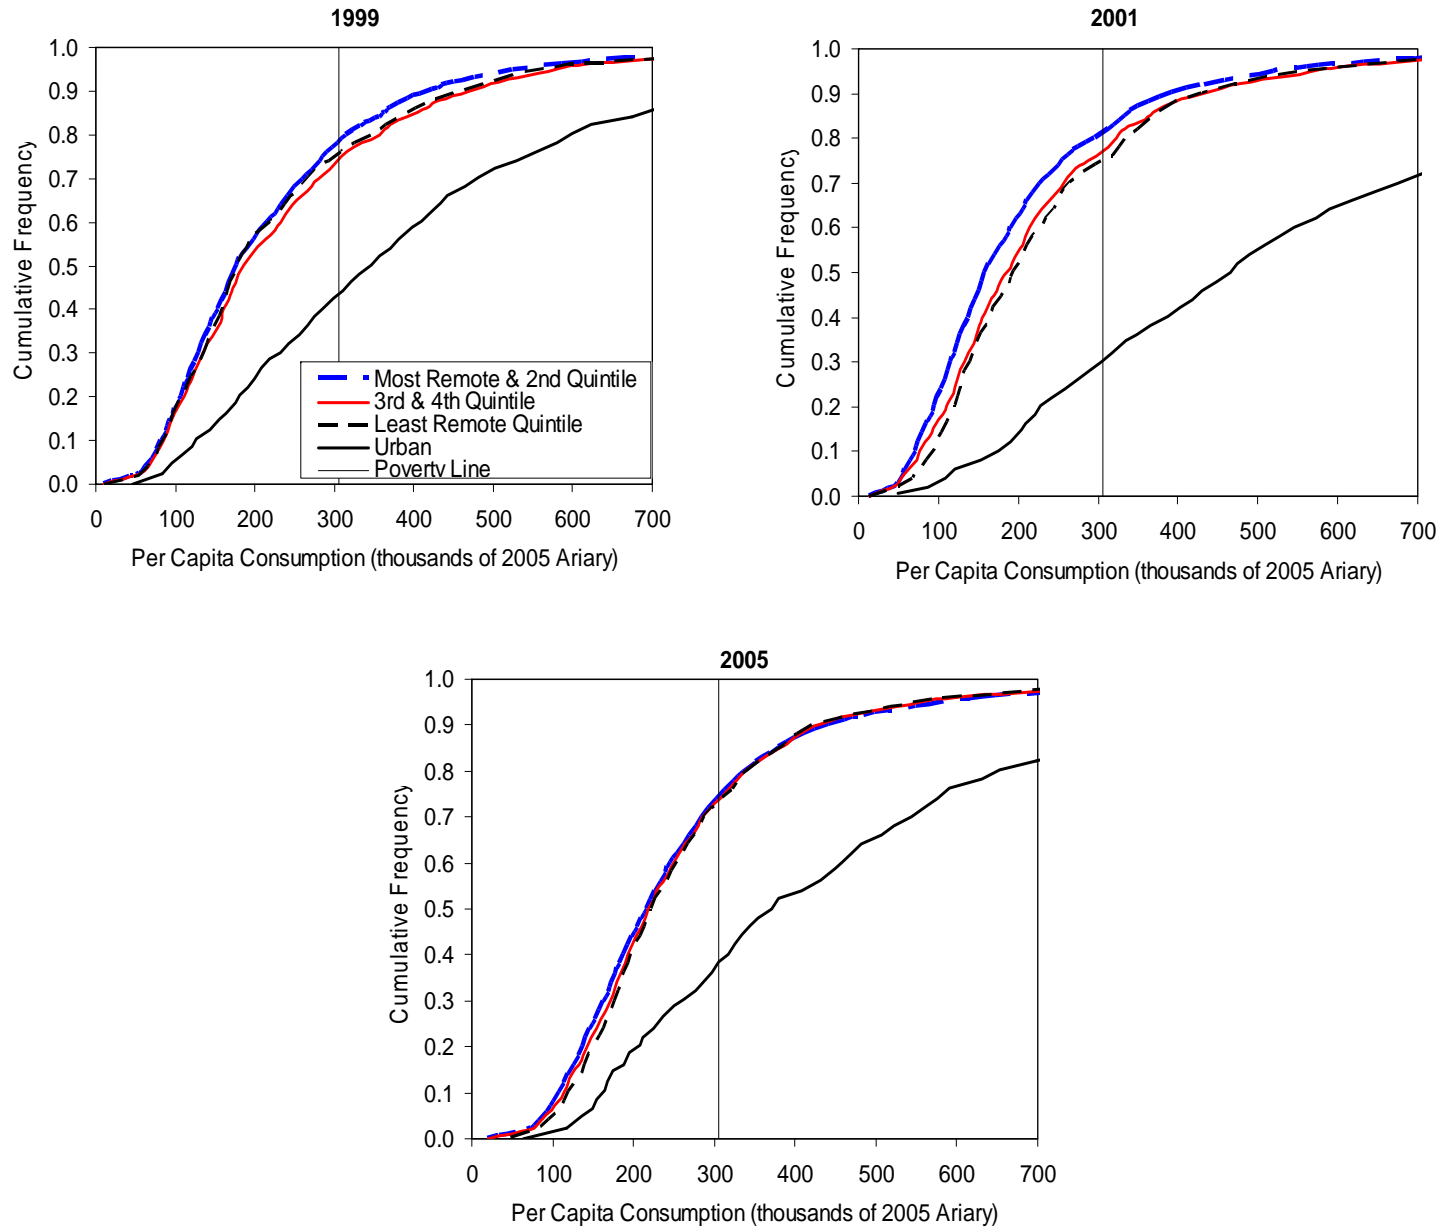 1999
1.0
0.9
0.8
0.7
0.6
0.5
0.4
0.3
0.2
0.1
0.0
Cumulative Frequency
Most Remote & 2nd Quintile
3rd & 4th Quintile
Least Remote Quintile
Urban
Poverty Line
0 100 200 300 400 500 600 700
Per Capita Consumption (thousands of 2005 Ariary)
2001
1.0
0.9
0.8
0.7
0.6
0.5
0.4
0.3
0.2
0.1
0.0
Cumulative Frequency
0 100 200 300 400 500 600 700
Per Capita Consumption (thousands of 2005 Ariary)
2005
1.0
0.9
0.8
0.7
0.6
0.5
0.4
0.3
0.2
0.1
0.0
Cumulative Frequency
0 100 200 300 400 500 600 700
Per Capita Consumption (thousands of 2005 Ariary)